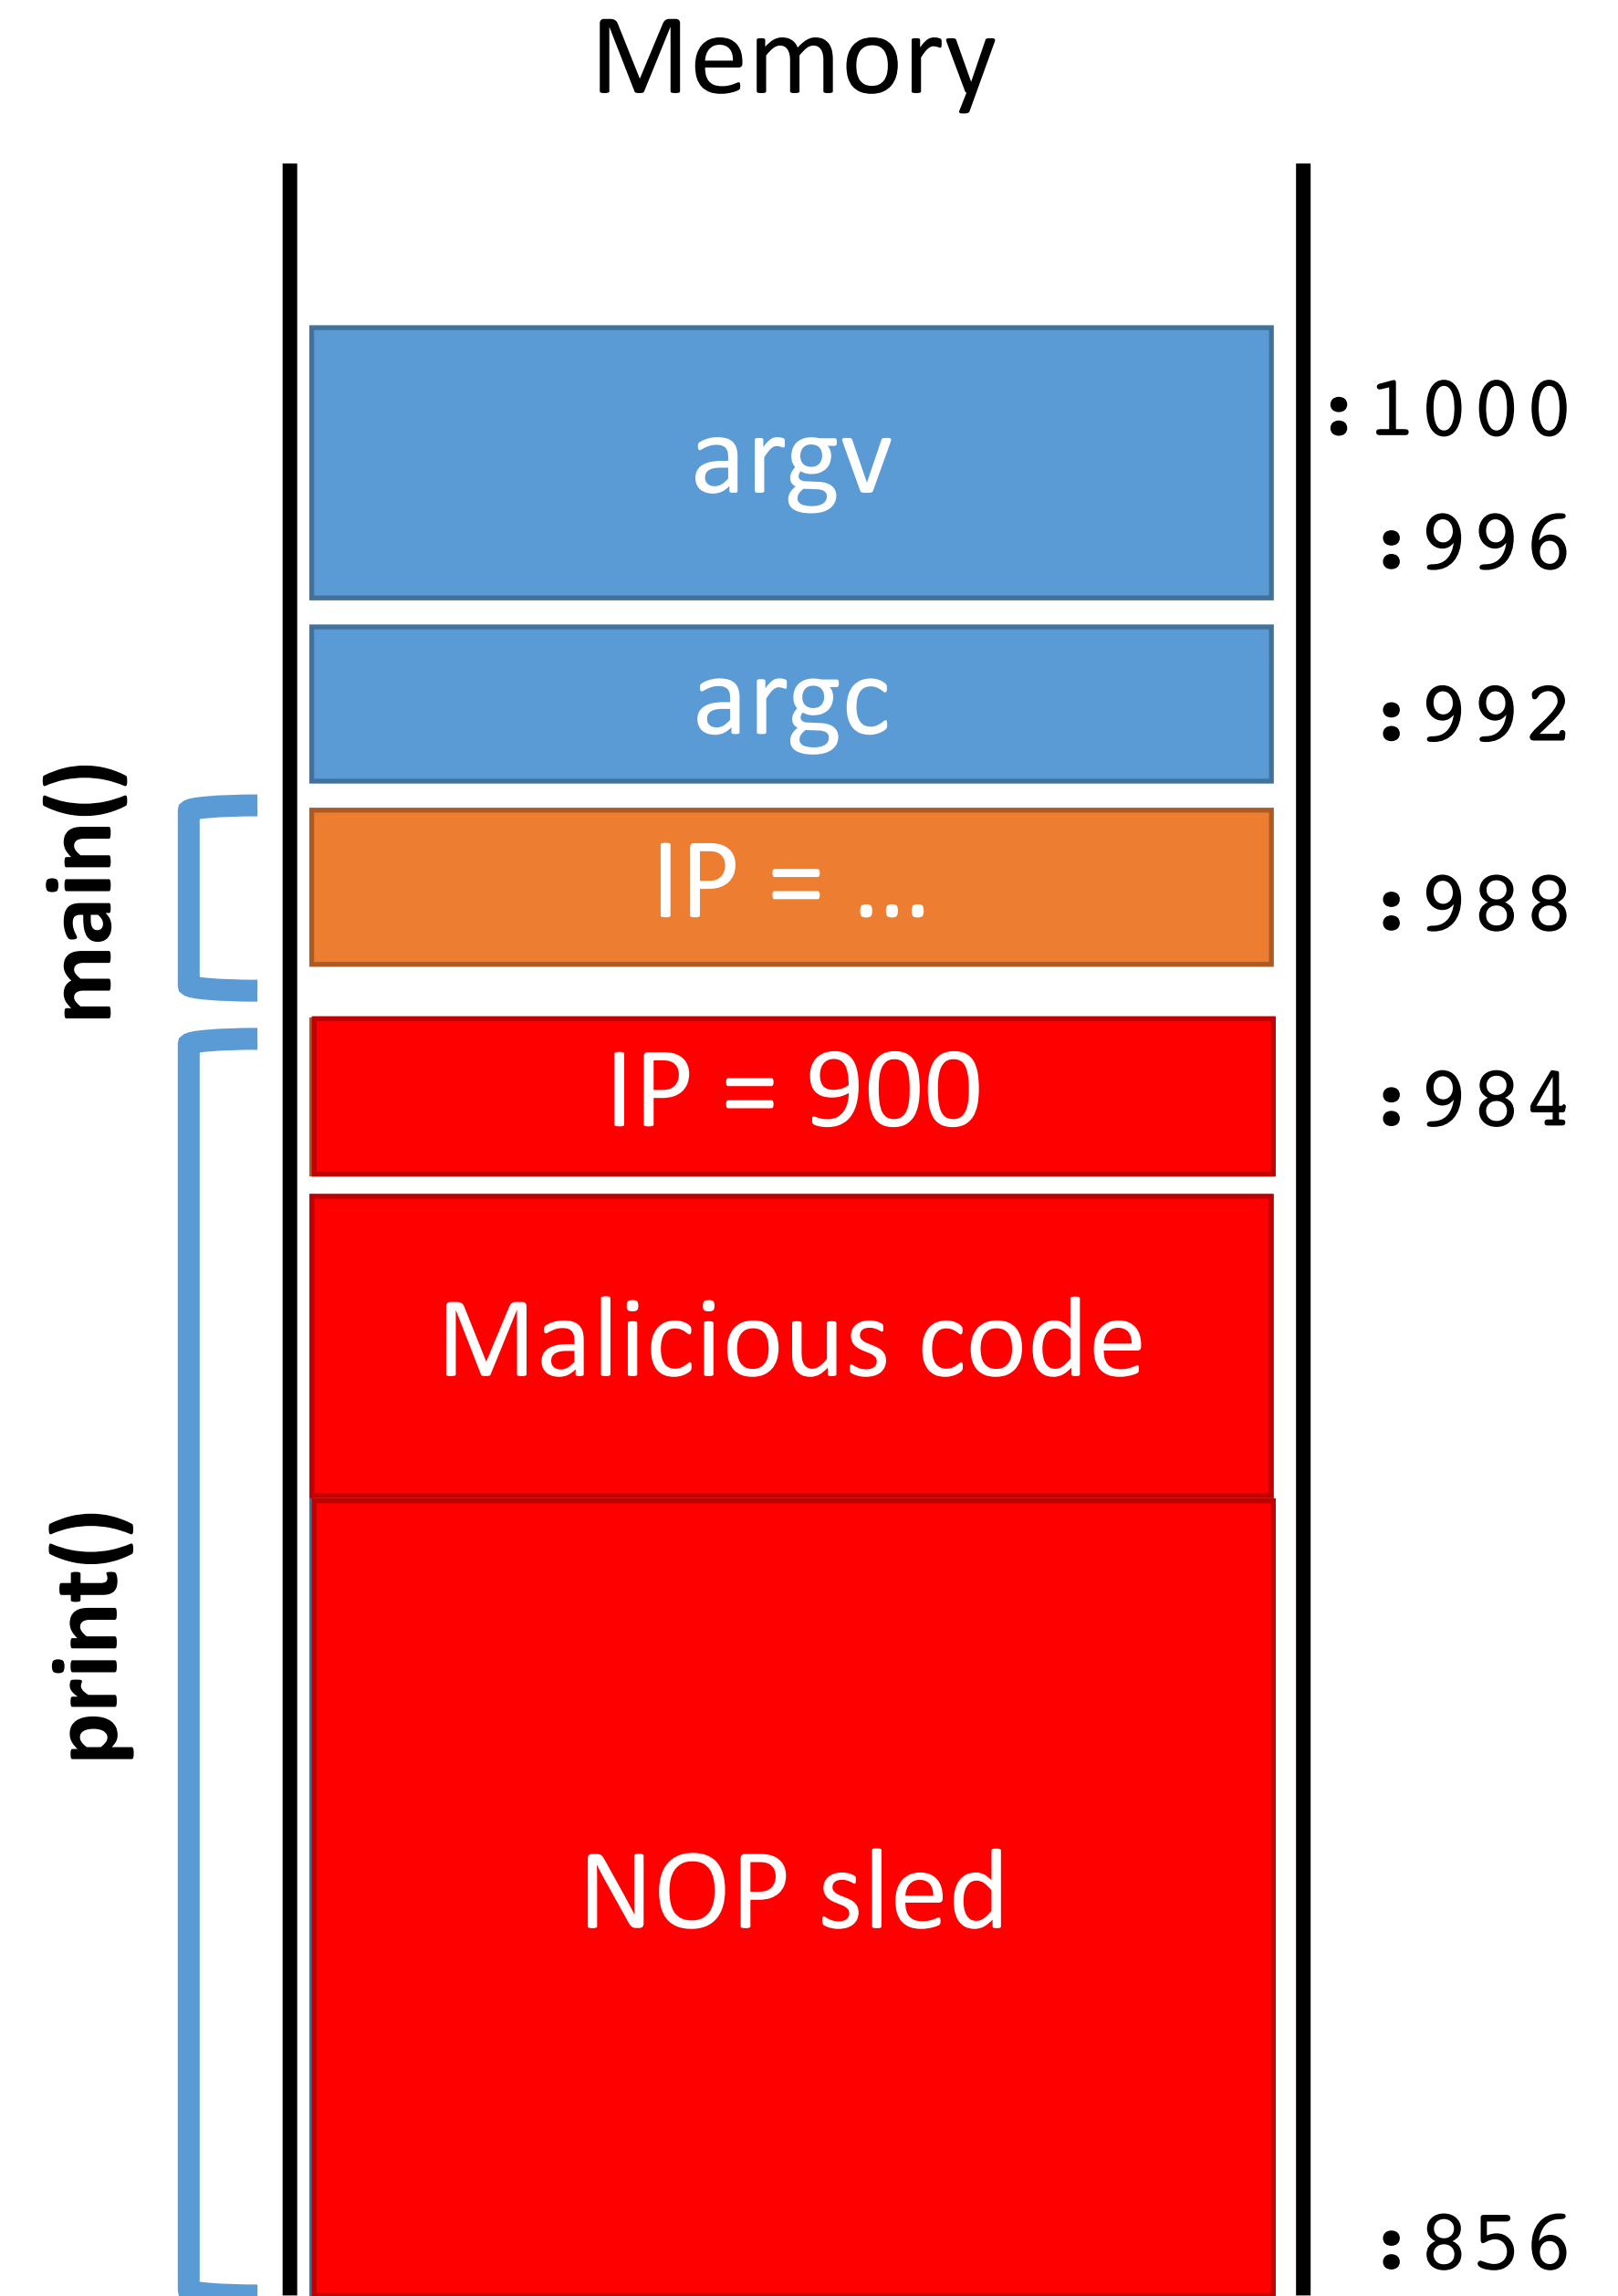 Memory
argv
:1000
:996
argc
:992
main()
IP = ...
:988
IP = 900
:984
Malicious code
print()
NOP sled
:856